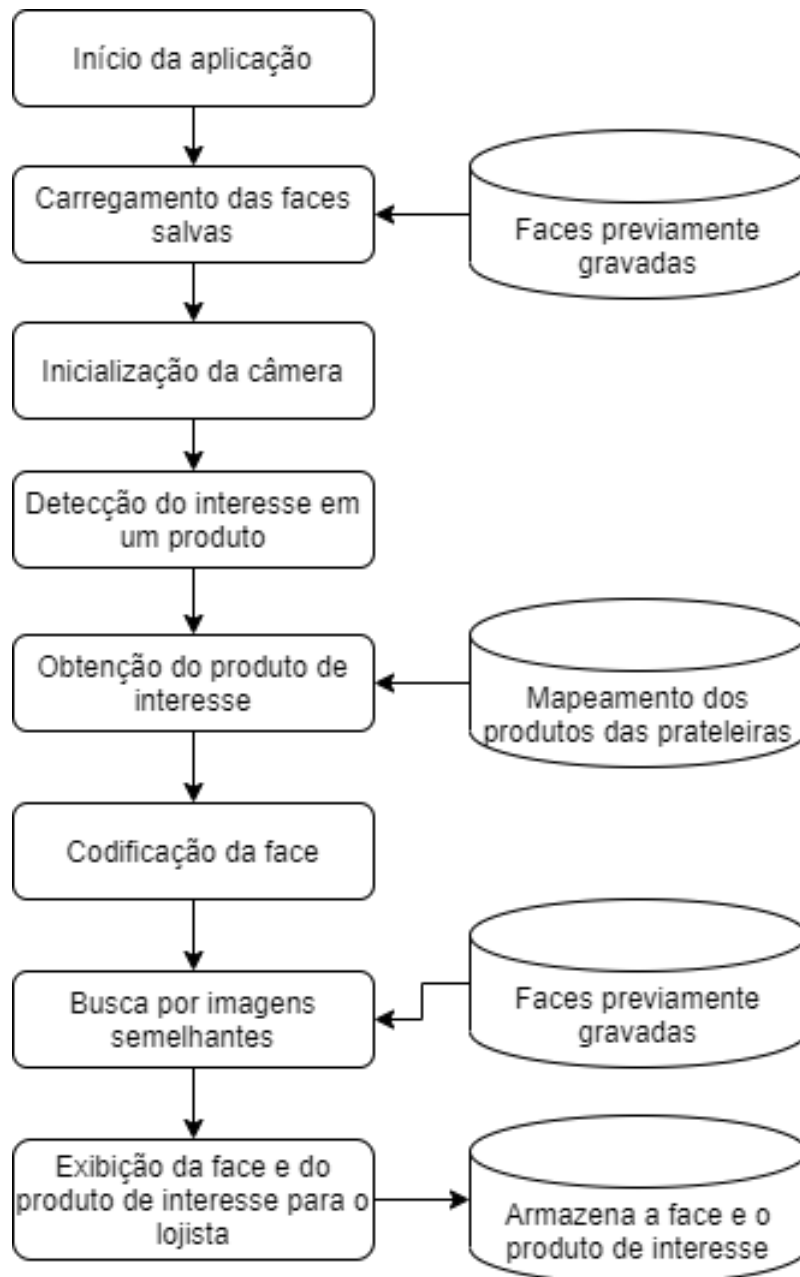 Início da aplicação
Carregamento das faces
salvas
Faces previamente
gravadas
Inicialização da câmera
Detecção do interesse em
um produto
Obtenção do produto de
interesse
Mapeamento dos
produtos das prateleiras
Codificação da face
Busca por imagens
semelhantes
Faces previamente
gravadas
Exibição da face e do
produto de interesse para o
lojista
Armazena a face e o
produto de interesse